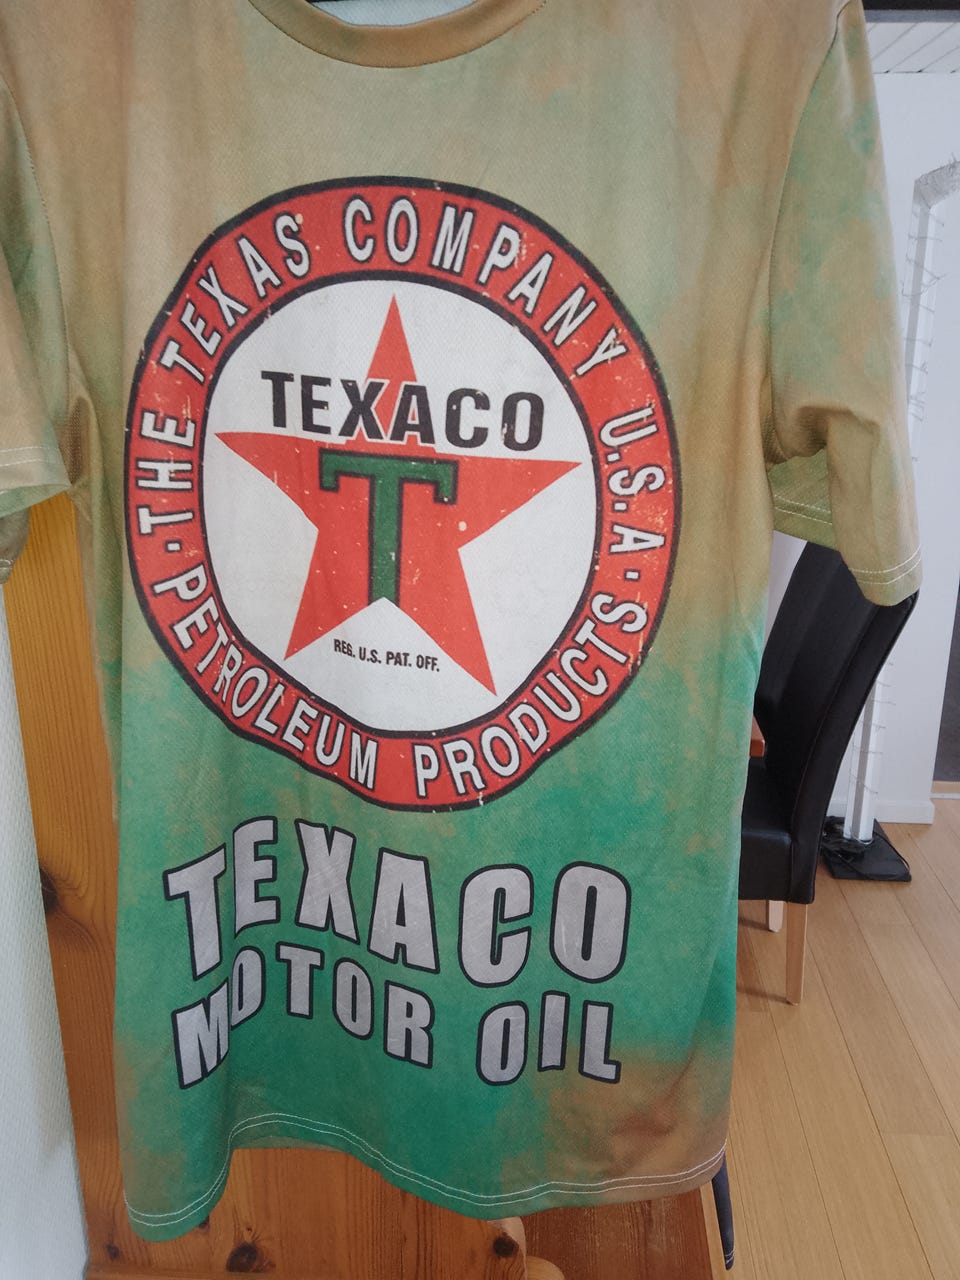 ·THE TEXAS COMPANY U.S.A·
PETROLEUM PRODUCTS
TEXACO
T
REG. U.S. PAT. OFF.
TEXACO
MOTOR OIL